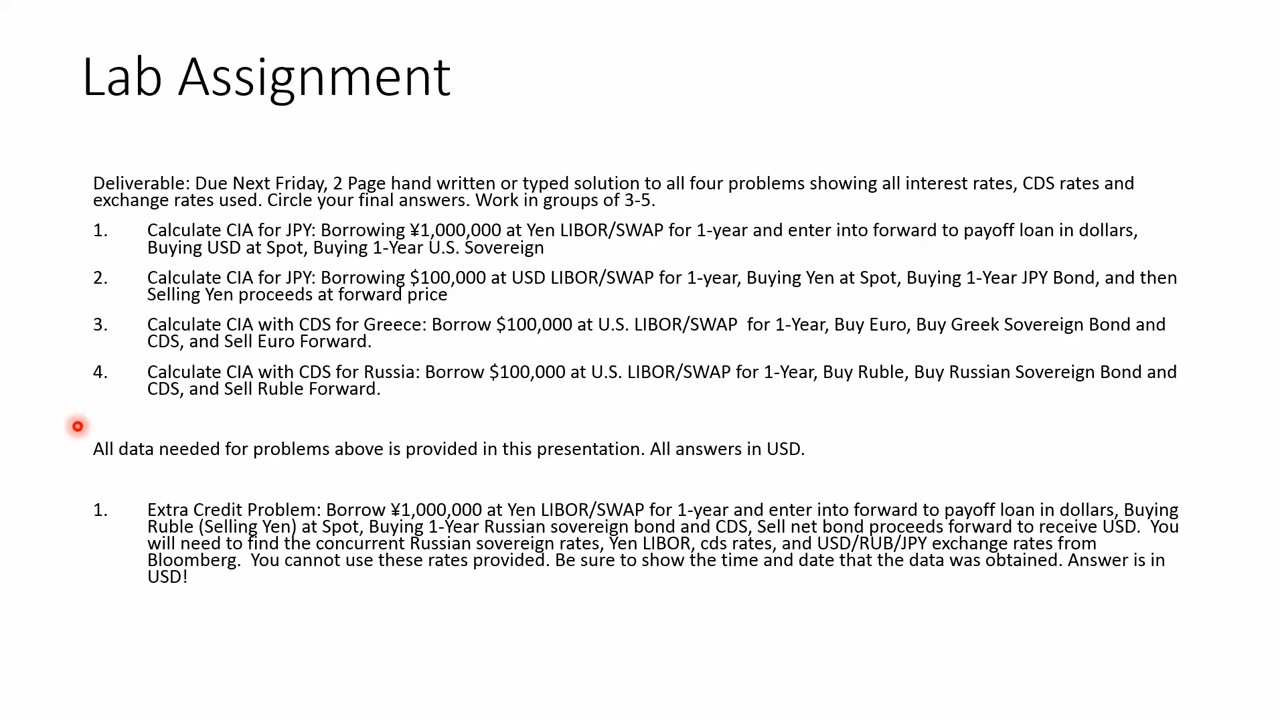 Lab Assignment
Deliverable: Due Next Friday, 2 Page hand written or typed solution to all four problems showing all interest rates, CDS rates and
exchange rates used. Circle your final answers. Work in groups of 3-5.
1. Calculate CIA for JPY: Borrowing ¥1,000,000 at Yen LIBOR/SWAP for 1-year and enter into forward to payoff loan in dollars,
Buying USD at Spot, Buying 1-Year U.S. Sovereign
2. Calculate CIA for JPY: Borrowing $100,000 at USD LIBOR/SWAP for 1-year, Buying Yen at Spot, Buying 1-Year JPY Bond, and then
Selling Yen proceeds at forward price
3. Calculate CIA with CDS for Greece: Borrow $100,000 at U.S. LIBOR/SWAP for 1-Year, Buy Euro, Buy Greek Sovereign Bond and
CDS, and Sell Euro Forward.
4. Calculate CIA with CDS for Russia: Borrow $100,000 at U.S. LIBOR/SWAP for 1-Year, Buy Ruble, Buy Russian Sovereign Bond and
CDS, and Sell Ruble Forward.
All data needed for problems above is provided in this presentation. All answers in USD.
1. Extra Credit Problem: Borrow ¥1,000,000 at Yen LIBOR/SWAP for 1-year and enter into forward to payoff loan in dollars, Buying
Ruble (Selling Yen) at Spot, Buying 1-Year Russian sovereign bond and CDS, Sell net bond proceeds forward to receive USD. You
will need to find the concurrent Russian sovereign rates, Yen LIBOR, cds rates, and USD/RUB/JPY exchange rates from
Bloomberg. You cannot use these rates provided. Be sure to show the time and date that the data was obtained. Answer is in
USD!